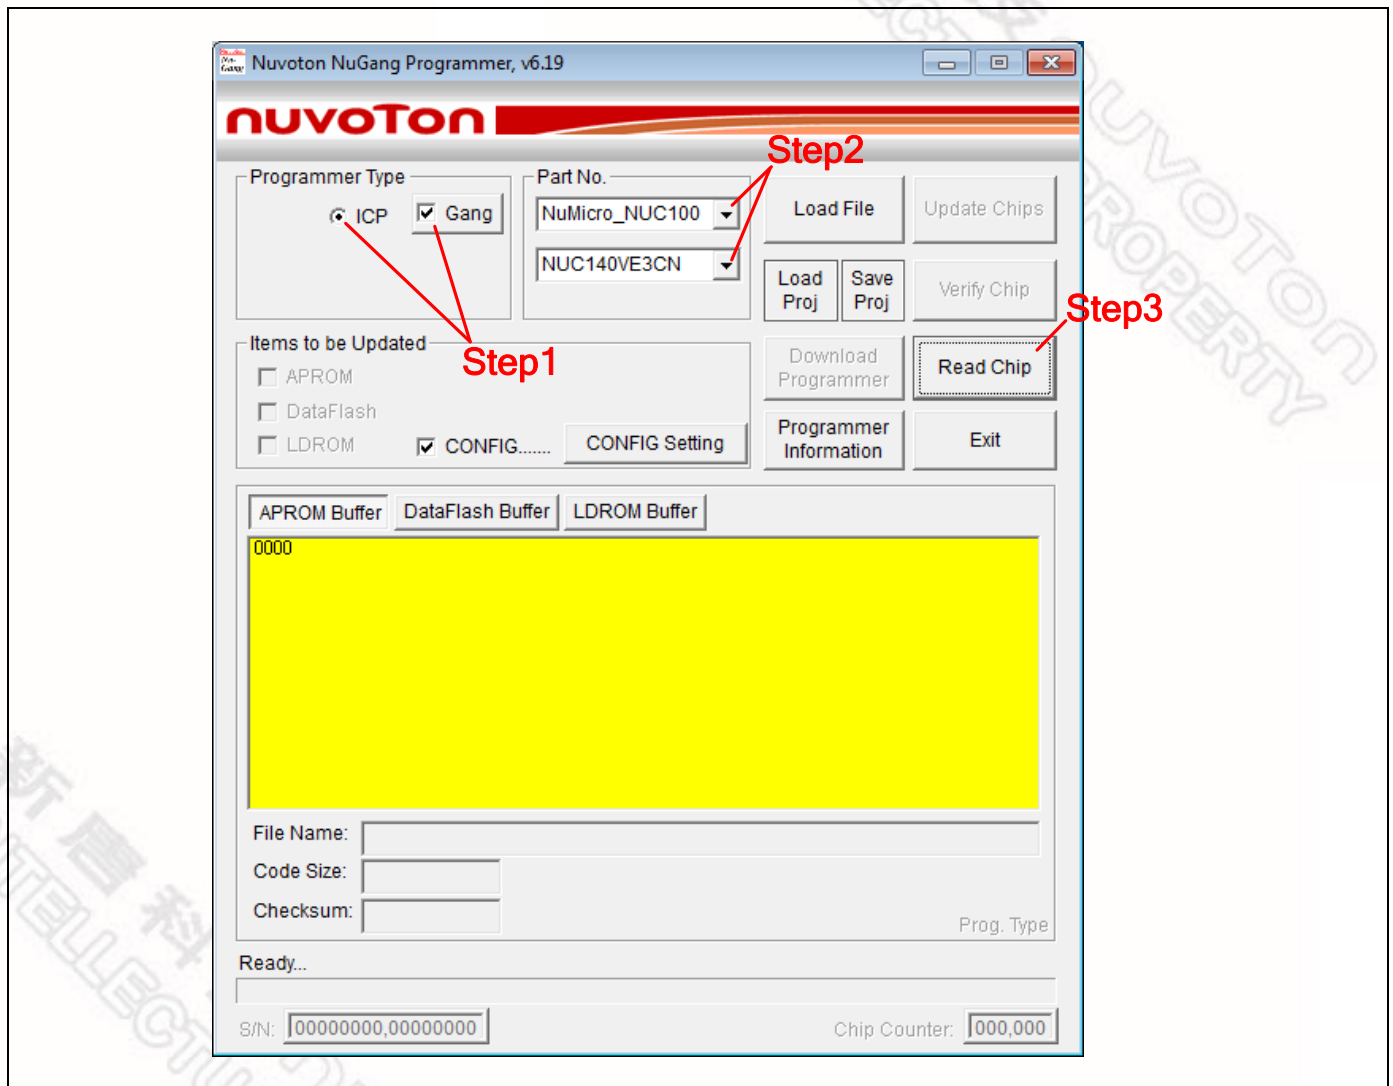 Nuvoton NuGang Programmer, v6.19
nuvoTon
Step2
Programmer Type
ICP
Gang
Part No.
NuMicro_NUC100
NUC140VE3CN
Load File
Update Chips
Load Proj
Save Proj
Verify Chip
Step3
Items to be Updated
Step1
APROM
DataFlash
LDROM
CONFIG.......
CONFIG Setting
Download
Programmer
Read Chip
Programmer
Information
Exit
APROM Buffer
DataFlash Buffer
LDROM Buffer
0000
File Name:
Code Size:
Checksum:
Prog. Type
Ready...
S/N:
00000000,00000000
Chip Counter:
000,000